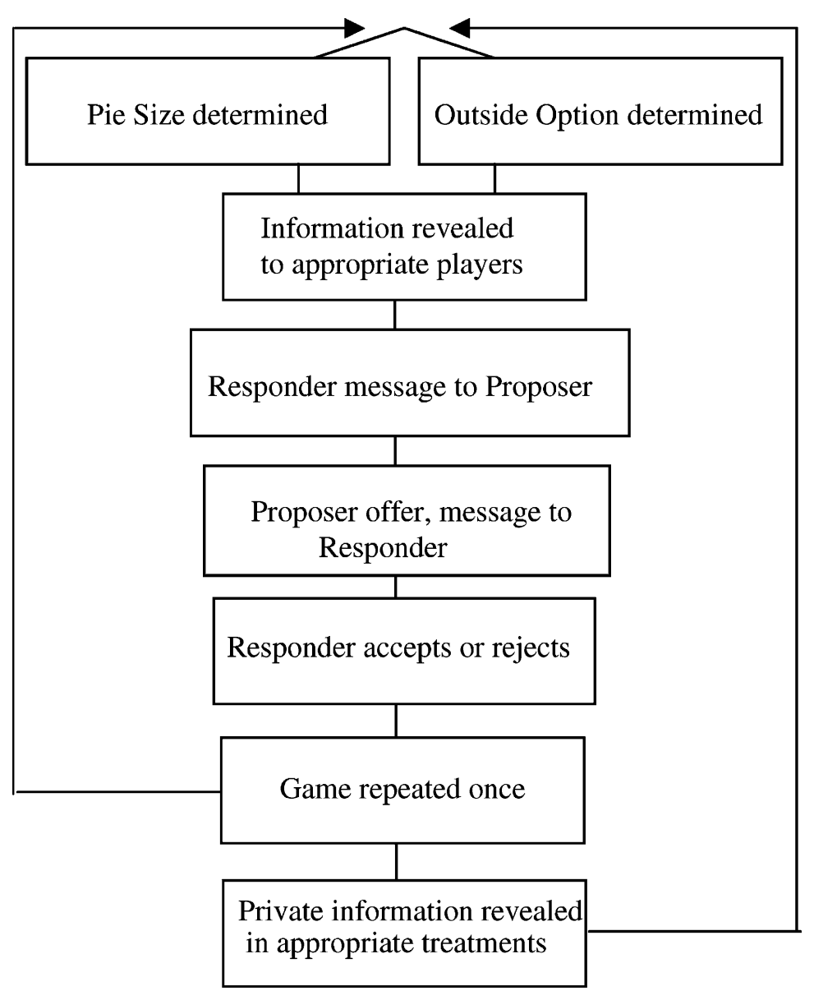 Pie Size determined
Outside Option determined
Information revealed
to appropriate players
Responder message to Proposer
Proposer offer, message to
Responder
Responder accepts or rejects
Game repeated once
Private information revealed
in appropriate treatments